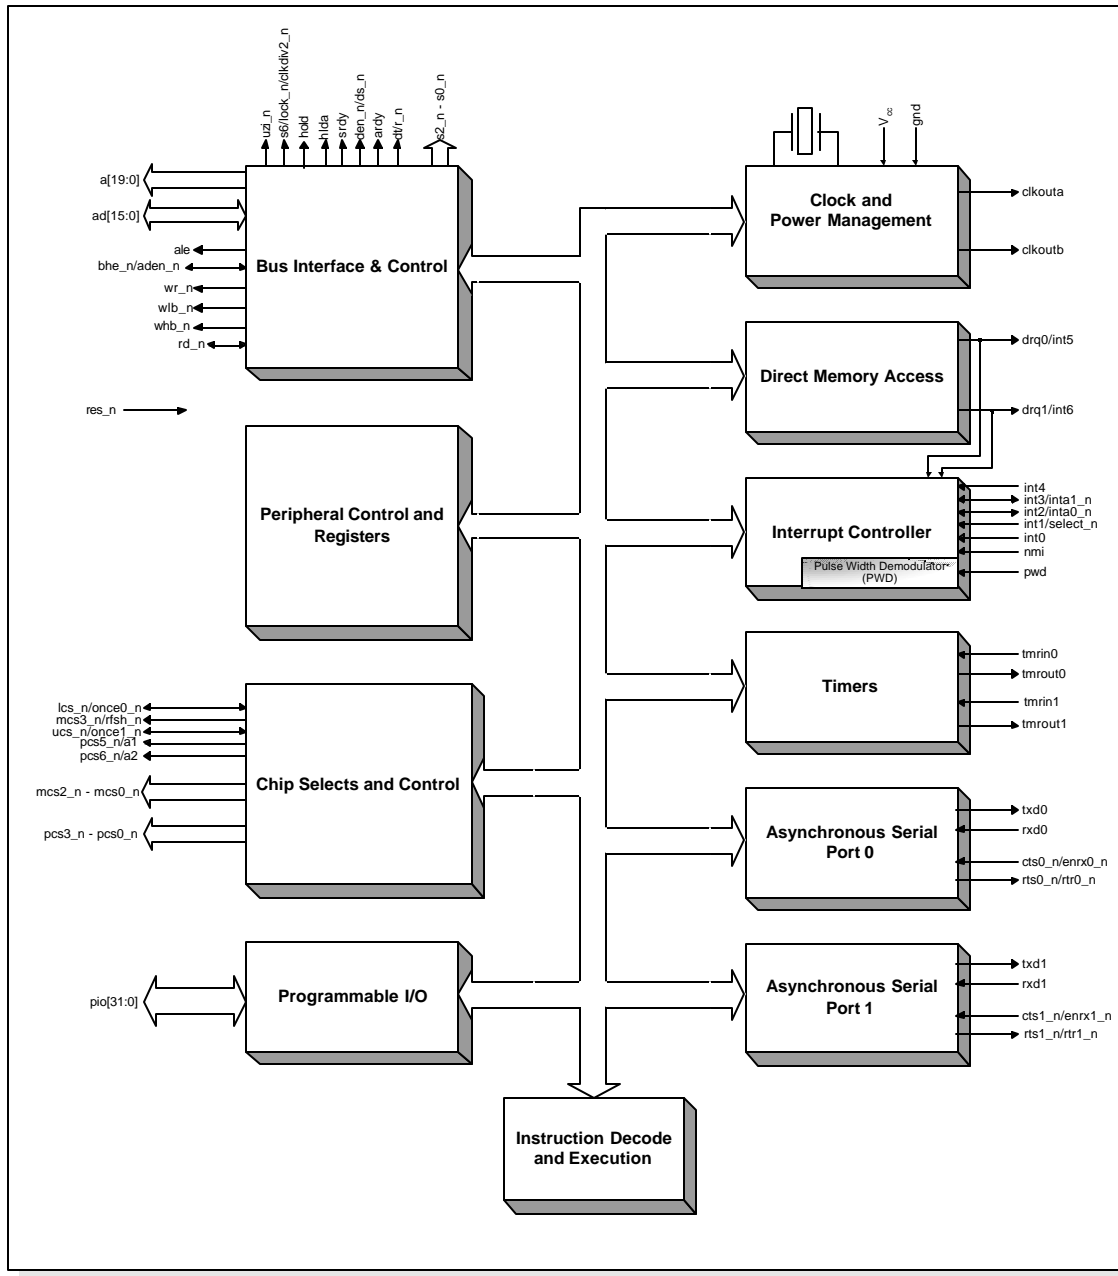 uzi_n
s6/lock_n/clkdiv2_n
hold
hlda
srdy
den_n/ds_n
ardy
dt/r_n
s2_n - s0_n
Vcc
gnd
a[19:0]
ad[15:0]
ale
bhe_n/aden_n
wr_n
wlb_n
whb_n
rd_n
Bus Interface & Control
Clock and
Power Management
clkouta
clkoutb
res_n
Direct Memory Access
drq0/int5
drq1/int6
Peripheral Control and
Registers
Interrupt Controller
Pulse Width Demodulator
(PWD)
int4
int3/inta1_n
int2/inta0_n
int1/select_n
int0
nmi
pwd
Timers
tmrin0
tmrout0
tmrin1
tmrout1
lcs_n/once0_n
mcs3_n/rfsh_n
ucs_n/once1_n
pcs5_n/a1
pcs6_n/a2
mcs2_n - mcs0_n
pcs3_n - pcs0_n
Chip Selects and Control
Asynchronous Serial
Port 0
txd0
rxd0
cts0_n/enrx0_n
rts0_n/rtr0_n
pio[31:0]
Programmable I/O
Asynchronous Serial
Port 1
txd1
rxd1
cts1_n/enrx1_n
rts1_n/rtr1_n
Instruction Decode
and Execution